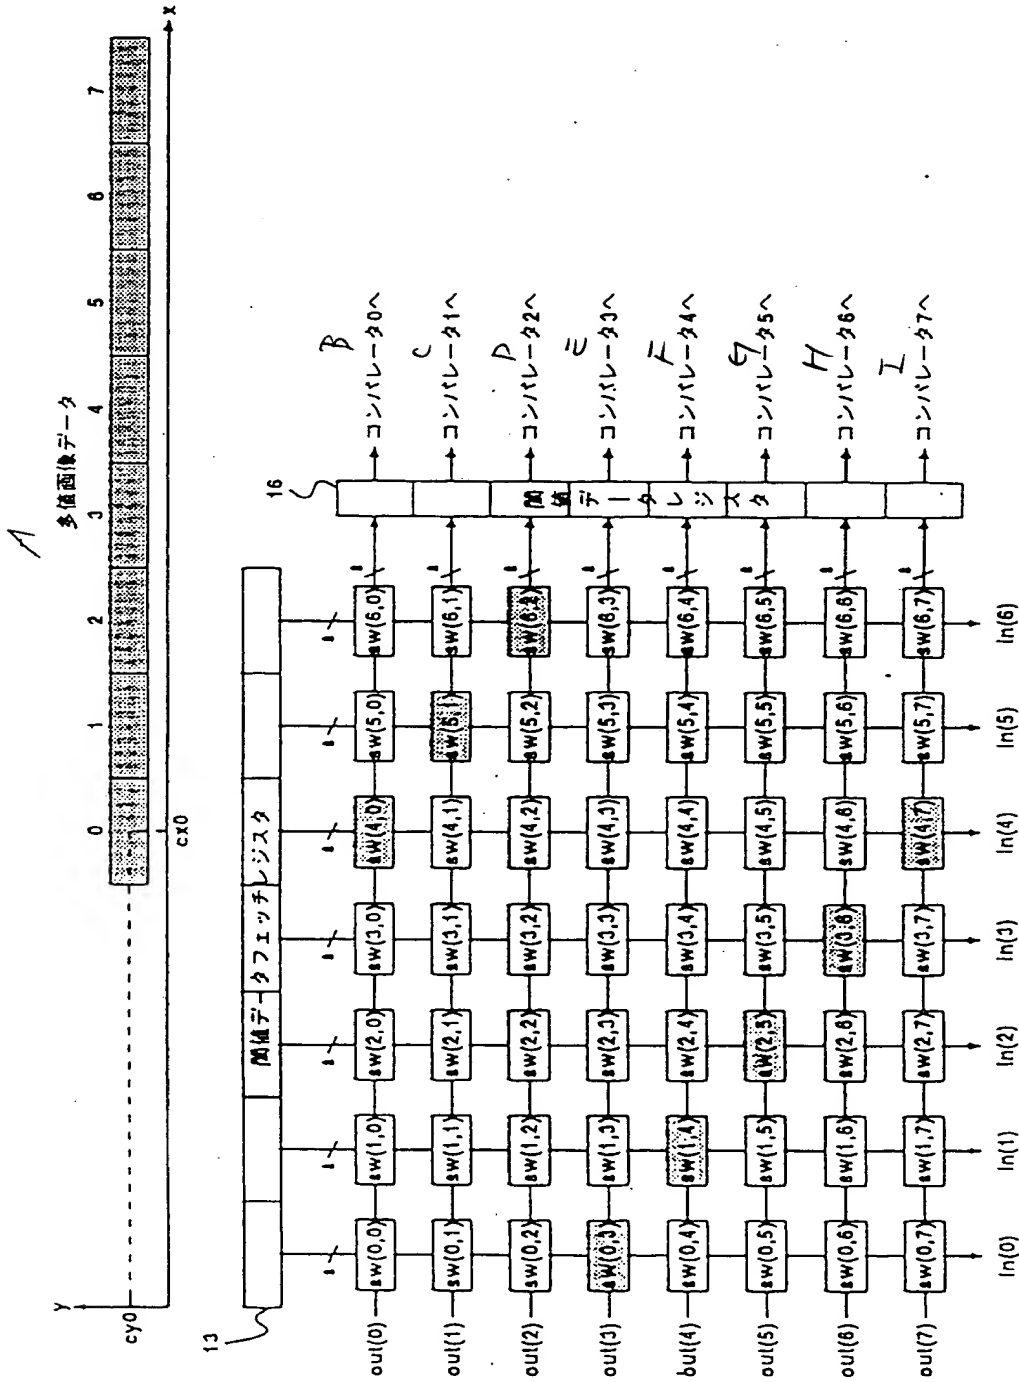 A
多値画像データ
0 1 2 3 4 5 6 7
Y
cy0
cx0
X
13
閾値データフェッチレジスタ
16
閾値データレジスタ
8 8 8 8 8 8 8
out(0) sw(0,0) sw(1,0) sw(2,0) sw(3,0) sw(4,0) sw(5,0) sw(6,0) 8 コンパレータ0へ B
out(1) sw(0,1) sw(1,1) sw(2,1) sw(3,1) sw(4,1) sw(5,1) sw(6,1) 8 コンパレータ1へ C
out(2) sw(0,2) sw(1,2) sw(2,2) sw(3,2) sw(4,2) sw(5,2) sw(6,2) 8 コンパレータ2へ D
out(3) sw(0,3) sw(1,3) sw(2,3) sw(3,3) sw(4,3) sw(5,3) sw(6,3) 8 コンパレータ3へ E
out(4) sw(0,4) sw(1,4) sw(2,4) sw(3,4) sw(4,4) sw(5,4) sw(6,4) 8 コンパレータ4へ F
out(5) sw(0,5) sw(1,5) sw(2,5) sw(3,5) sw(4,5) sw(5,5) sw(6,5) 8 コンパレータ5へ G
out(6) sw(0,6) sw(1,6) sw(2,6) sw(3,6) sw(4,6) sw(5,6) sw(6,6) 8 コンパレータ6へ H
out(7) sw(0,7) sw(1,7) sw(2,7) sw(3,7) sw(4,7) sw(5,7) sw(6,7) 8 コンパレータ7へ I
in(0) in(1) in(2) in(3) in(4) in(5) in(6)